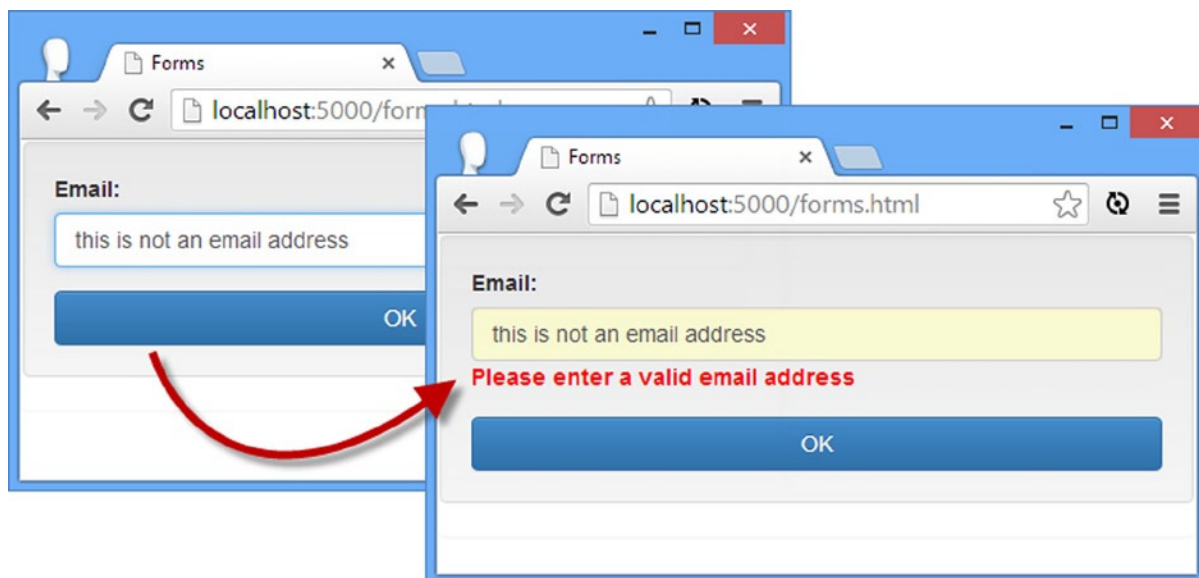 Forms
localhost:5000/form
Email:
this is not an email address
OK
Forms
localhost:5000/forms.html
Email:
this is not an email address
Please enter a valid email address
OK